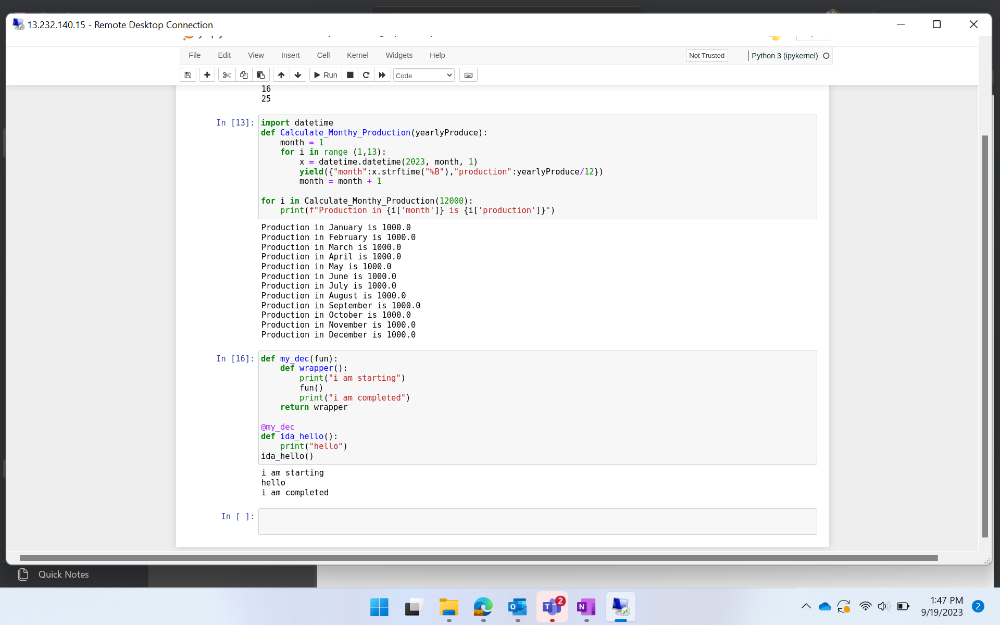 13.232.140.15 - Remote Desktop Connection
File Edit View Insert Cell Kernel Widgets Help
Not Trusted Python 3 (ipykernel)
Run Code
16
25
In [13]:
import datetime
def Calculate_Monthy_Production(yearlyProduce):
    month = 1
    for i in range (1,13):
        x = datetime.datetime(2023, month, 1)
        yield({"month":x.strftime("%B"),"production":yearlyProduce/12})
        month = month + 1

for i in Calculate_Monthy_Production(12000):
    print(f"Production in {i['month']} is {i['production']}")
Production in January is 1000.0
Production in February is 1000.0
Production in March is 1000.0
Production in April is 1000.0
Production in May is 1000.0
Production in June is 1000.0
Production in July is 1000.0
Production in August is 1000.0
Production in September is 1000.0
Production in October is 1000.0
Production in November is 1000.0
Production in December is 1000.0
In [16]:
def my_dec(fun):
    def wrapper():
        print("i am starting")
        fun()
        print("i am completed")
    return wrapper

@my_dec
def ida_hello():
    print("hello")
ida_hello()
i am starting
hello
i am completed
In [ ]:
Quick Notes
2
1:47 PM
9/19/2023
2